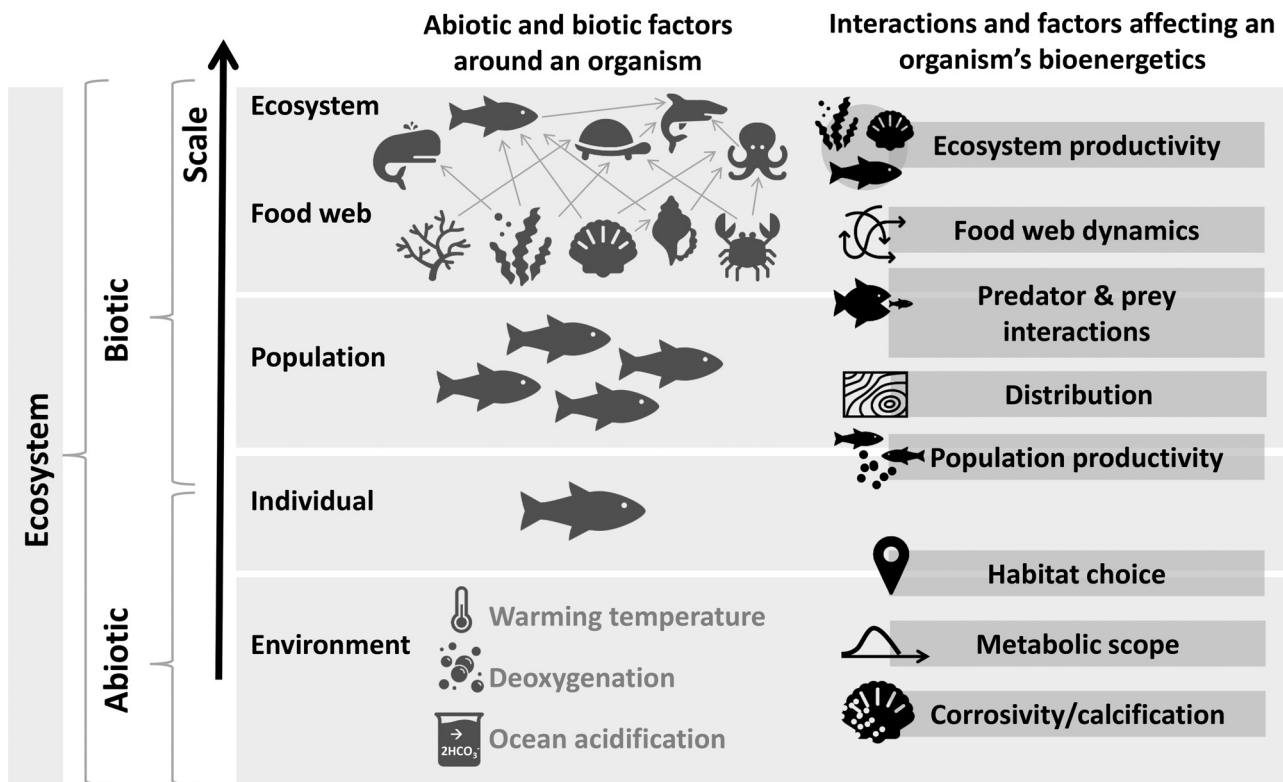 Abiotic and biotic factors
around an organism
Interactions and factors affecting an
organism's bioenergetics
Ecosystem
Biotic
Abiotic
Scale
Ecosystem
Food web
Population
Individual
Environment
Warming temperature
Deoxygenation
→
2HCO₃⁻
Ocean acidification
Ecosystem productivity
Food web dynamics
Predator & prey
interactions
Distribution
Population productivity
Habitat choice
Metabolic scope
Corrosivity/calcification